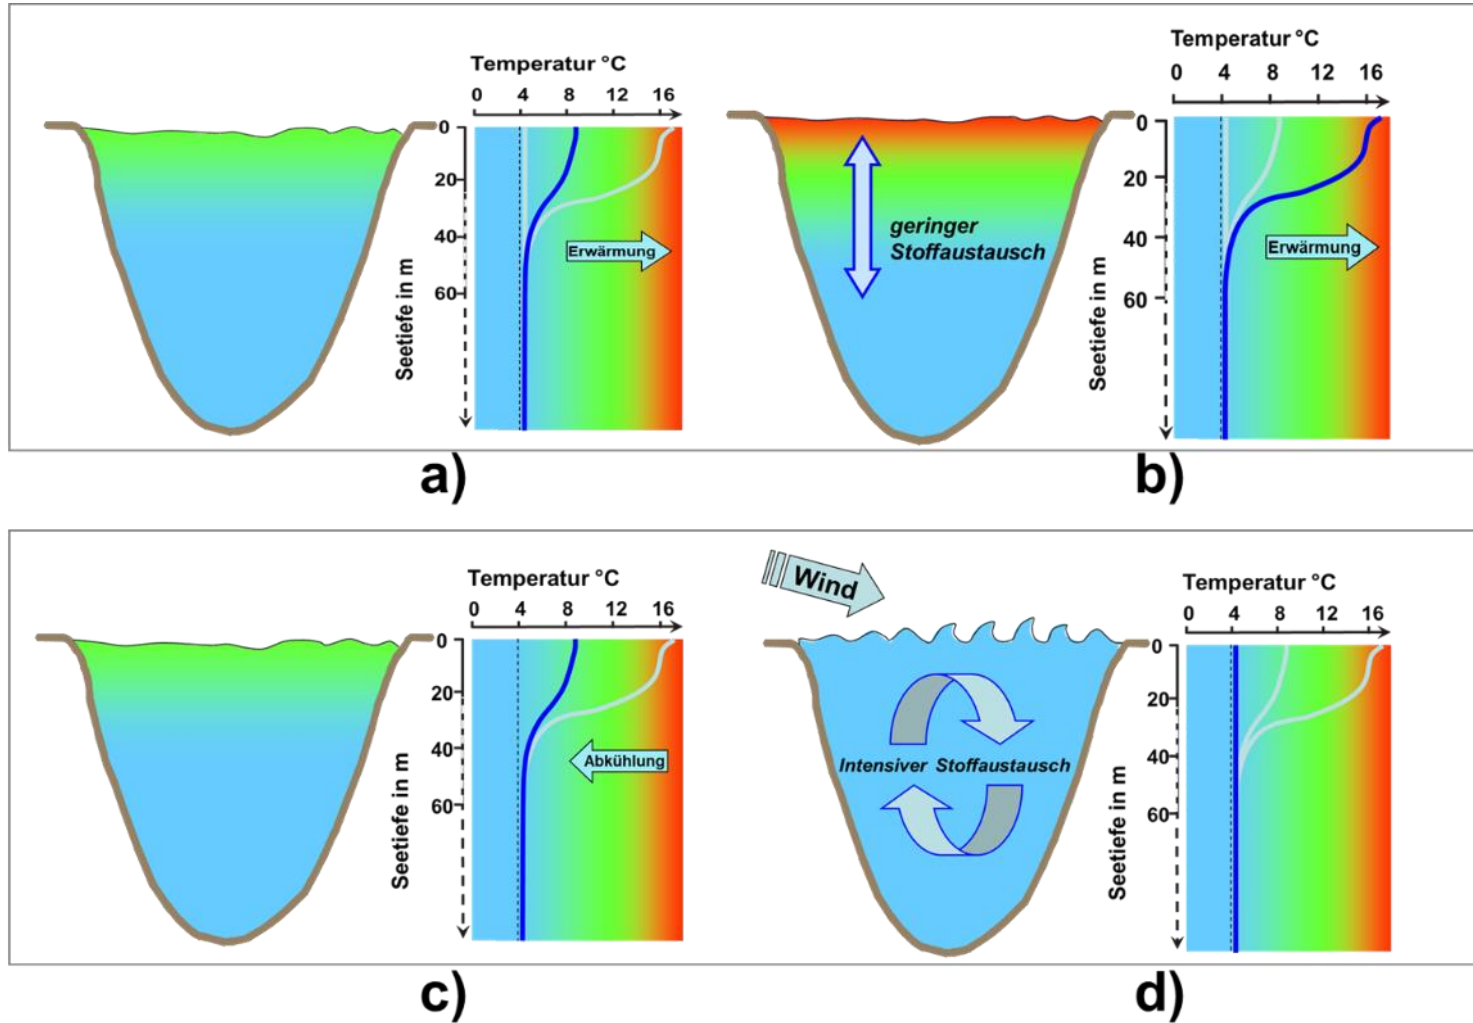 Temperatur °C
0 4 8 12 16
0
20
40
60
Seetiefe in m
Erwärmung
a)
Temperatur °C
0 4 8 12 16
0
20
40
60
Seetiefe in m
geringer
Stoffaustausch
Erwärmung
b)
Temperatur °C
0 4 8 12 16
0
20
40
60
Seetiefe in m
Abkühlung
c)
Wind
Temperatur °C
0 4 8 12 16
0
20
40
60
Seetiefe in m
Intensiver Stoffaustausch
d)